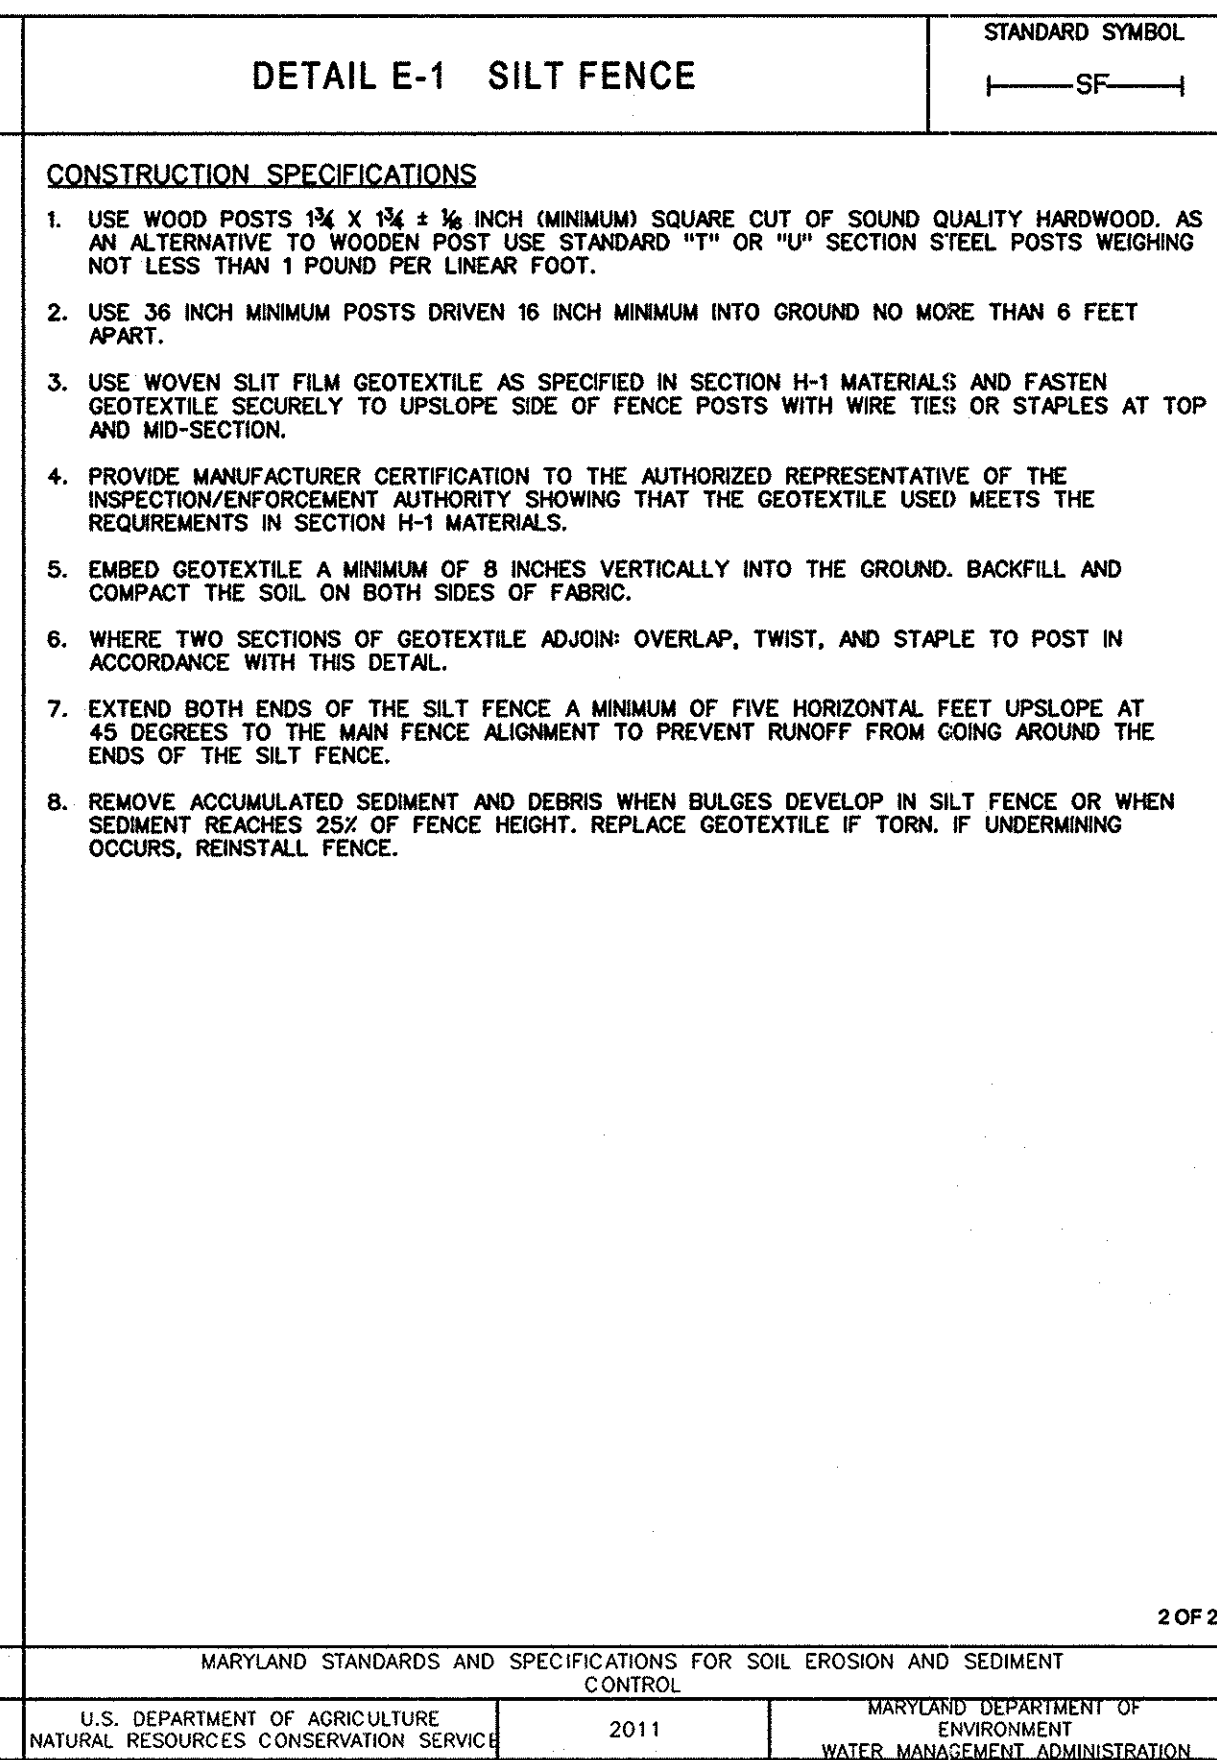 STANDARD SYMBOL
DETAIL E-1 SILT FENCE
SF
CONSTRUCTION SPECIFICATIONS
1. USE WOOD POSTS 1¾ X 1¾ ± 1/16 INCH (MINIMUM) SQUARE CUT OF SOUND QUALITY HARDWOOD. AS
AN ALTERNATIVE TO WOODEN POST USE STANDARD "T" OR "U" SECTION STEEL POSTS WEIGHING
NOT LESS THAN 1 POUND PER LINEAR FOOT.
2. USE 36 INCH MINIMUM POSTS DRIVEN 16 INCH MINIMUM INTO GROUND NO MORE THAN 6 FEET
APART.
3. USE WOVEN SLIT FILM GEOTEXTILE AS SPECIFIED IN SECTION H-1 MATERIALS AND FASTEN
GEOTEXTILE SECURELY TO UPSLOPE SIDE OF FENCE POSTS WITH WIRE TIES OR STAPLES AT TOP
AND MID-SECTION.
4. PROVIDE MANUFACTURER CERTIFICATION TO THE AUTHORIZED REPRESENTATIVE OF THE
INSPECTION/ENFORCEMENT AUTHORITY SHOWING THAT THE GEOTEXTILE USED MEETS THE
REQUIREMENTS IN SECTION H-1 MATERIALS.
5. EMBED GEOTEXTILE A MINIMUM OF 8 INCHES VERTICALLY INTO THE GROUND. BACKFILL AND
COMPACT THE SOIL ON BOTH SIDES OF FABRIC.
6. WHERE TWO SECTIONS OF GEOTEXTILE ADJOIN: OVERLAP, TWIST, AND STAPLE TO POST IN
ACCORDANCE WITH THIS DETAIL.
7. EXTEND BOTH ENDS OF THE SILT FENCE A MINIMUM OF FIVE HORIZONTAL FEET UPSLOPE AT
45 DEGREES TO THE MAIN FENCE ALIGNMENT TO PREVENT RUNOFF FROM GOING AROUND THE
ENDS OF THE SILT FENCE.
8. REMOVE ACCUMULATED SEDIMENT AND DEBRIS WHEN BULGES DEVELOP IN SILT FENCE OR WHEN
SEDIMENT REACHES 25% OF FENCE HEIGHT. REPLACE GEOTEXTILE IF TORN. IF UNDERMINING
OCCURS, REINSTALL FENCE.
2 OF 2
MARYLAND STANDARDS AND SPECIFICATIONS FOR SOIL EROSION AND SEDIMENT
CONTROL
U.S. DEPARTMENT OF AGRICULTURE
NATURAL RESOURCES CONSERVATION SERVICE
2011
MARYLAND DEPARTMENT OF
ENVIRONMENT
WATER MANAGEMENT ADMINISTRATION